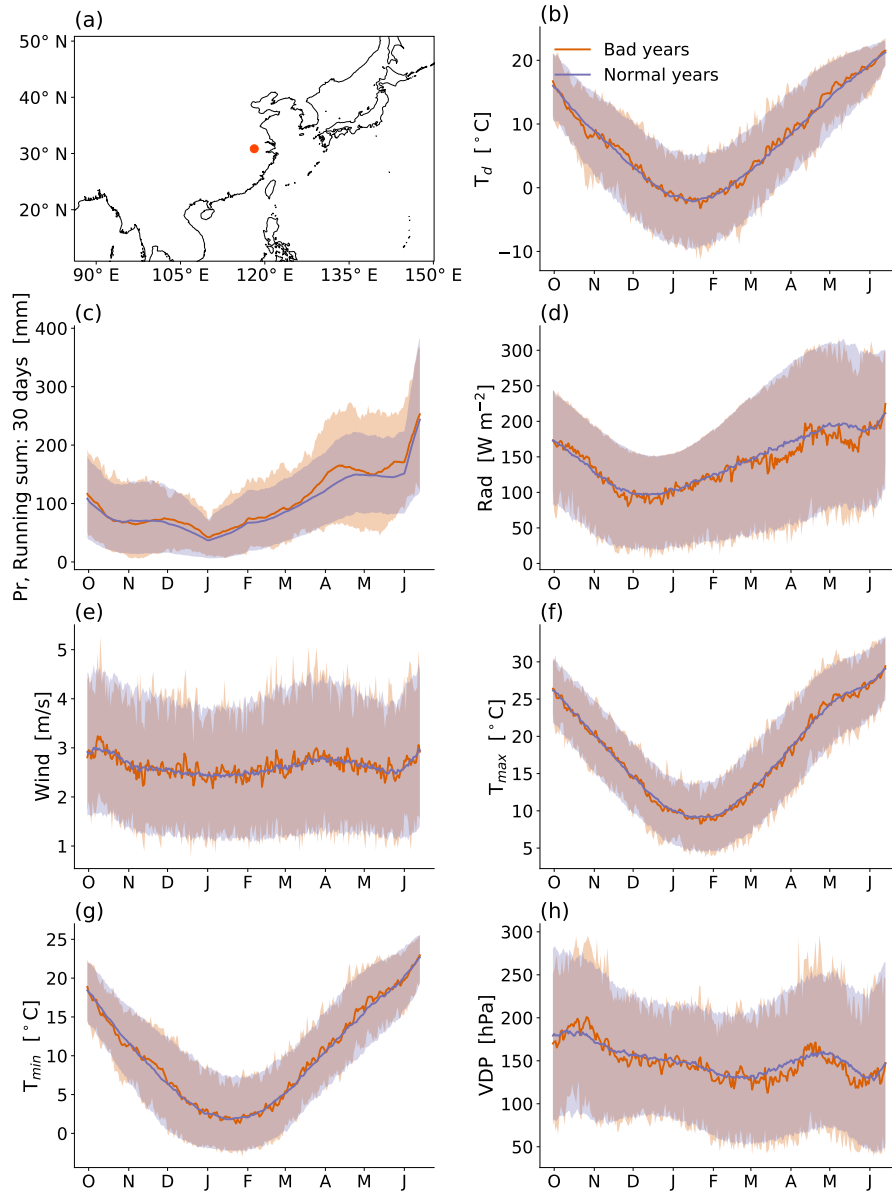 (a)
50° N
40° N
30° N
20° N
90° E 105° E 120° E 135° E 150° E
(b)
Bad years
Normal years
T_d [°C]
20
10
0
−10
O N D J F M A M J
(c)
Pr, Running sum: 30 days [mm]
400
300
200
100
0
O N D J F M A M J
(d)
Rad [W m⁻²]
300
250
200
150
100
50
0
O N D J F M A M J
(e)
Wind [m/s]
5
4
3
2
1
O N D J F M A M J
(f)
T_max [°C]
30
25
20
15
10
5
O N D J F M A M J
(g)
T_min [°C]
25
20
15
10
5
0
O N D J F M A M J
(h)
VDP [hPa]
300
250
200
150
100
50
O N D J F M A M J